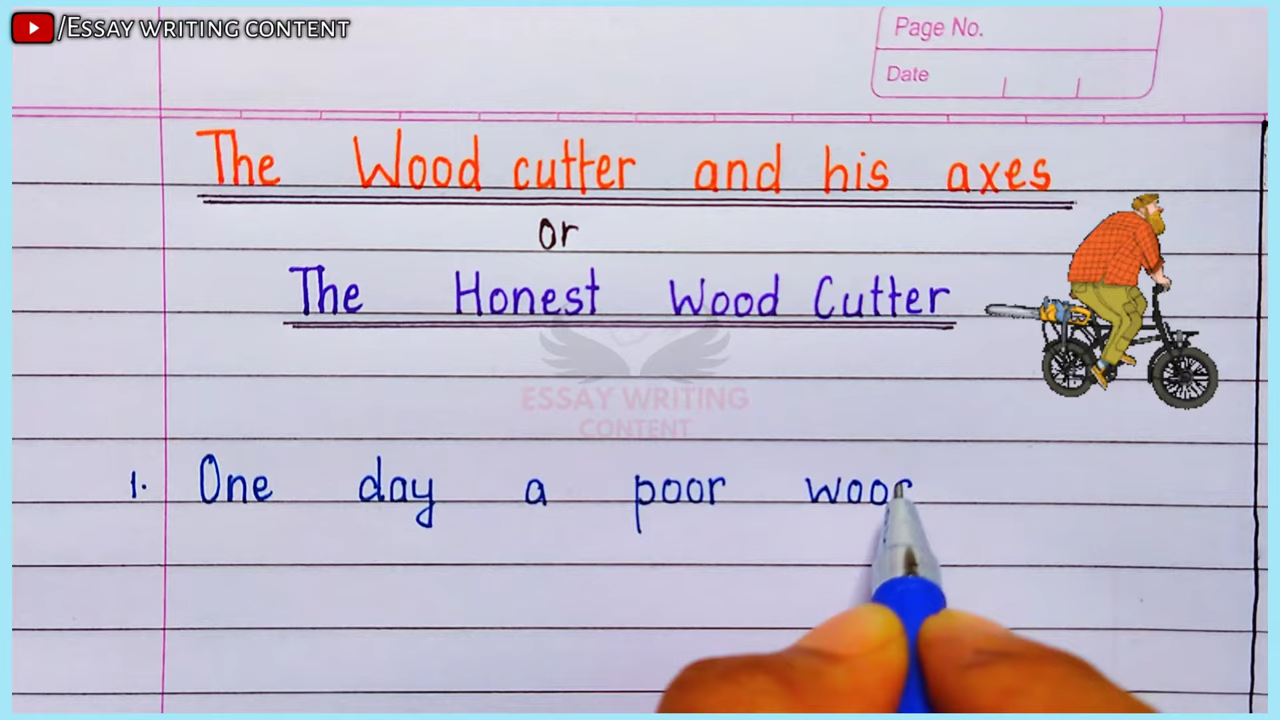 /ESSAY WRITING CONTENT
Page No.
Date
The Wood cutter and his axes
or
The Honest Wood Cutter
ESSAY WRITING
CONTENT
1. One day a poor woo